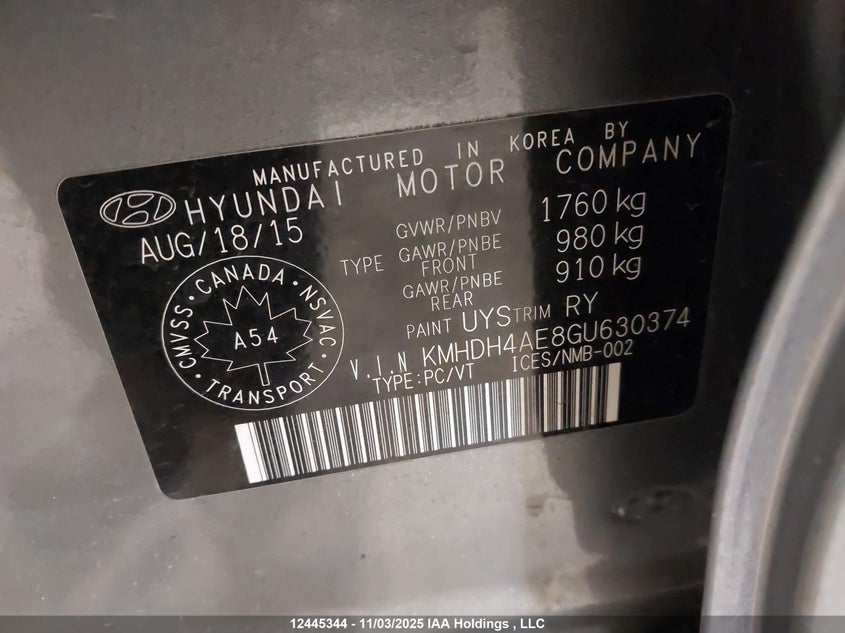 MANUFACTURED IN KOREA BY
HYUNDAI MOTOR COMPANY
AUG/18/15
GVWR/PNBV 1760 kg
TYPE GAWR/PNBE FRONT 980 kg
GAWR/PNBE REAR 910 kg
PAINT UYS TRIM RY
V.I.N KMHDH4AE8GU630374
TYPE:PC/VT ICES/NMB-002
CMVSS · CANADA · NSVAC · TRANSPORT ·
A54
12445344 - 11/03/2025 IAA Holdings , LLC